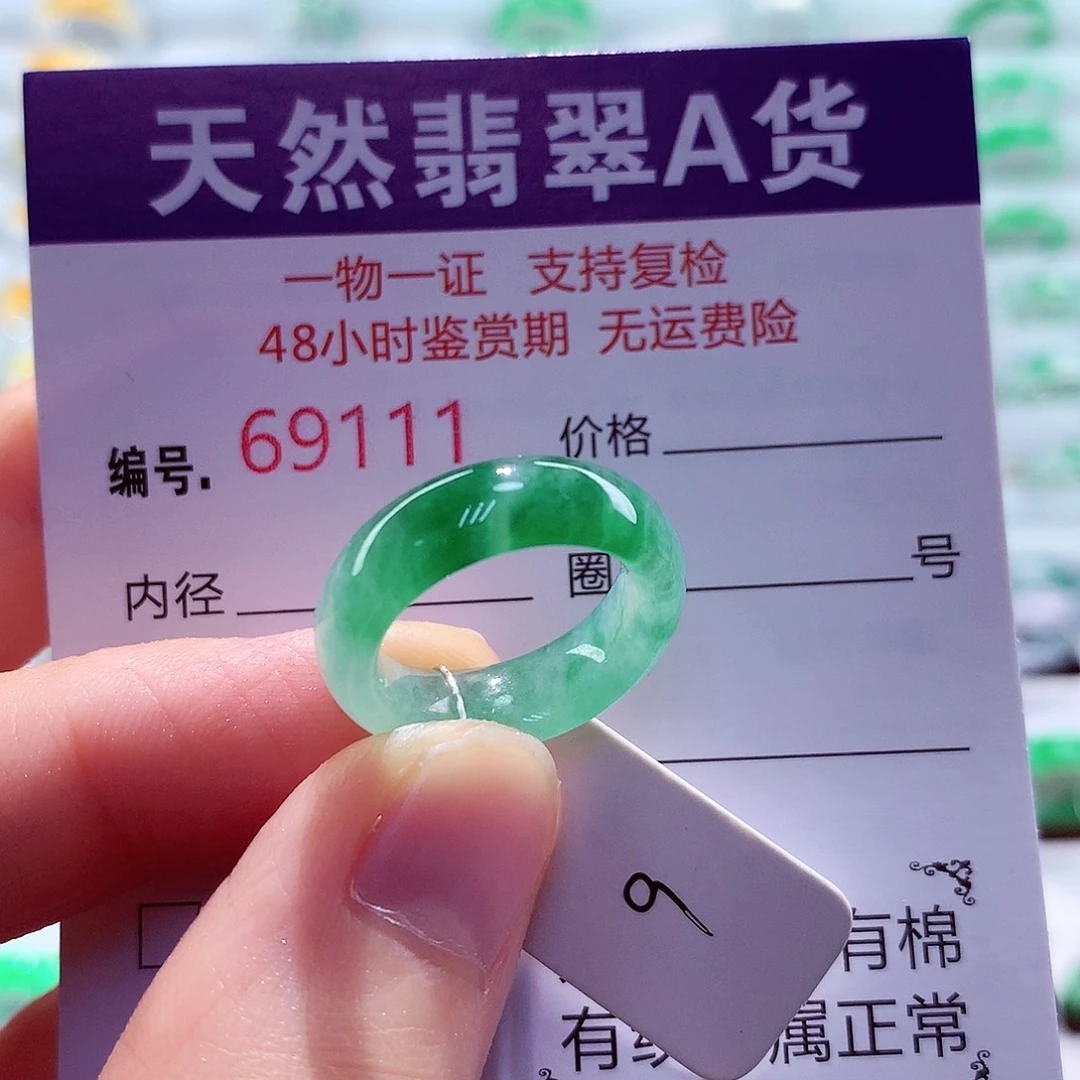 天然翡翠A货
一物一证 支持复检
48小时鉴赏期 无运费险
编号. 69111 价格
内径 圈 号
9
有棉
有 属正常